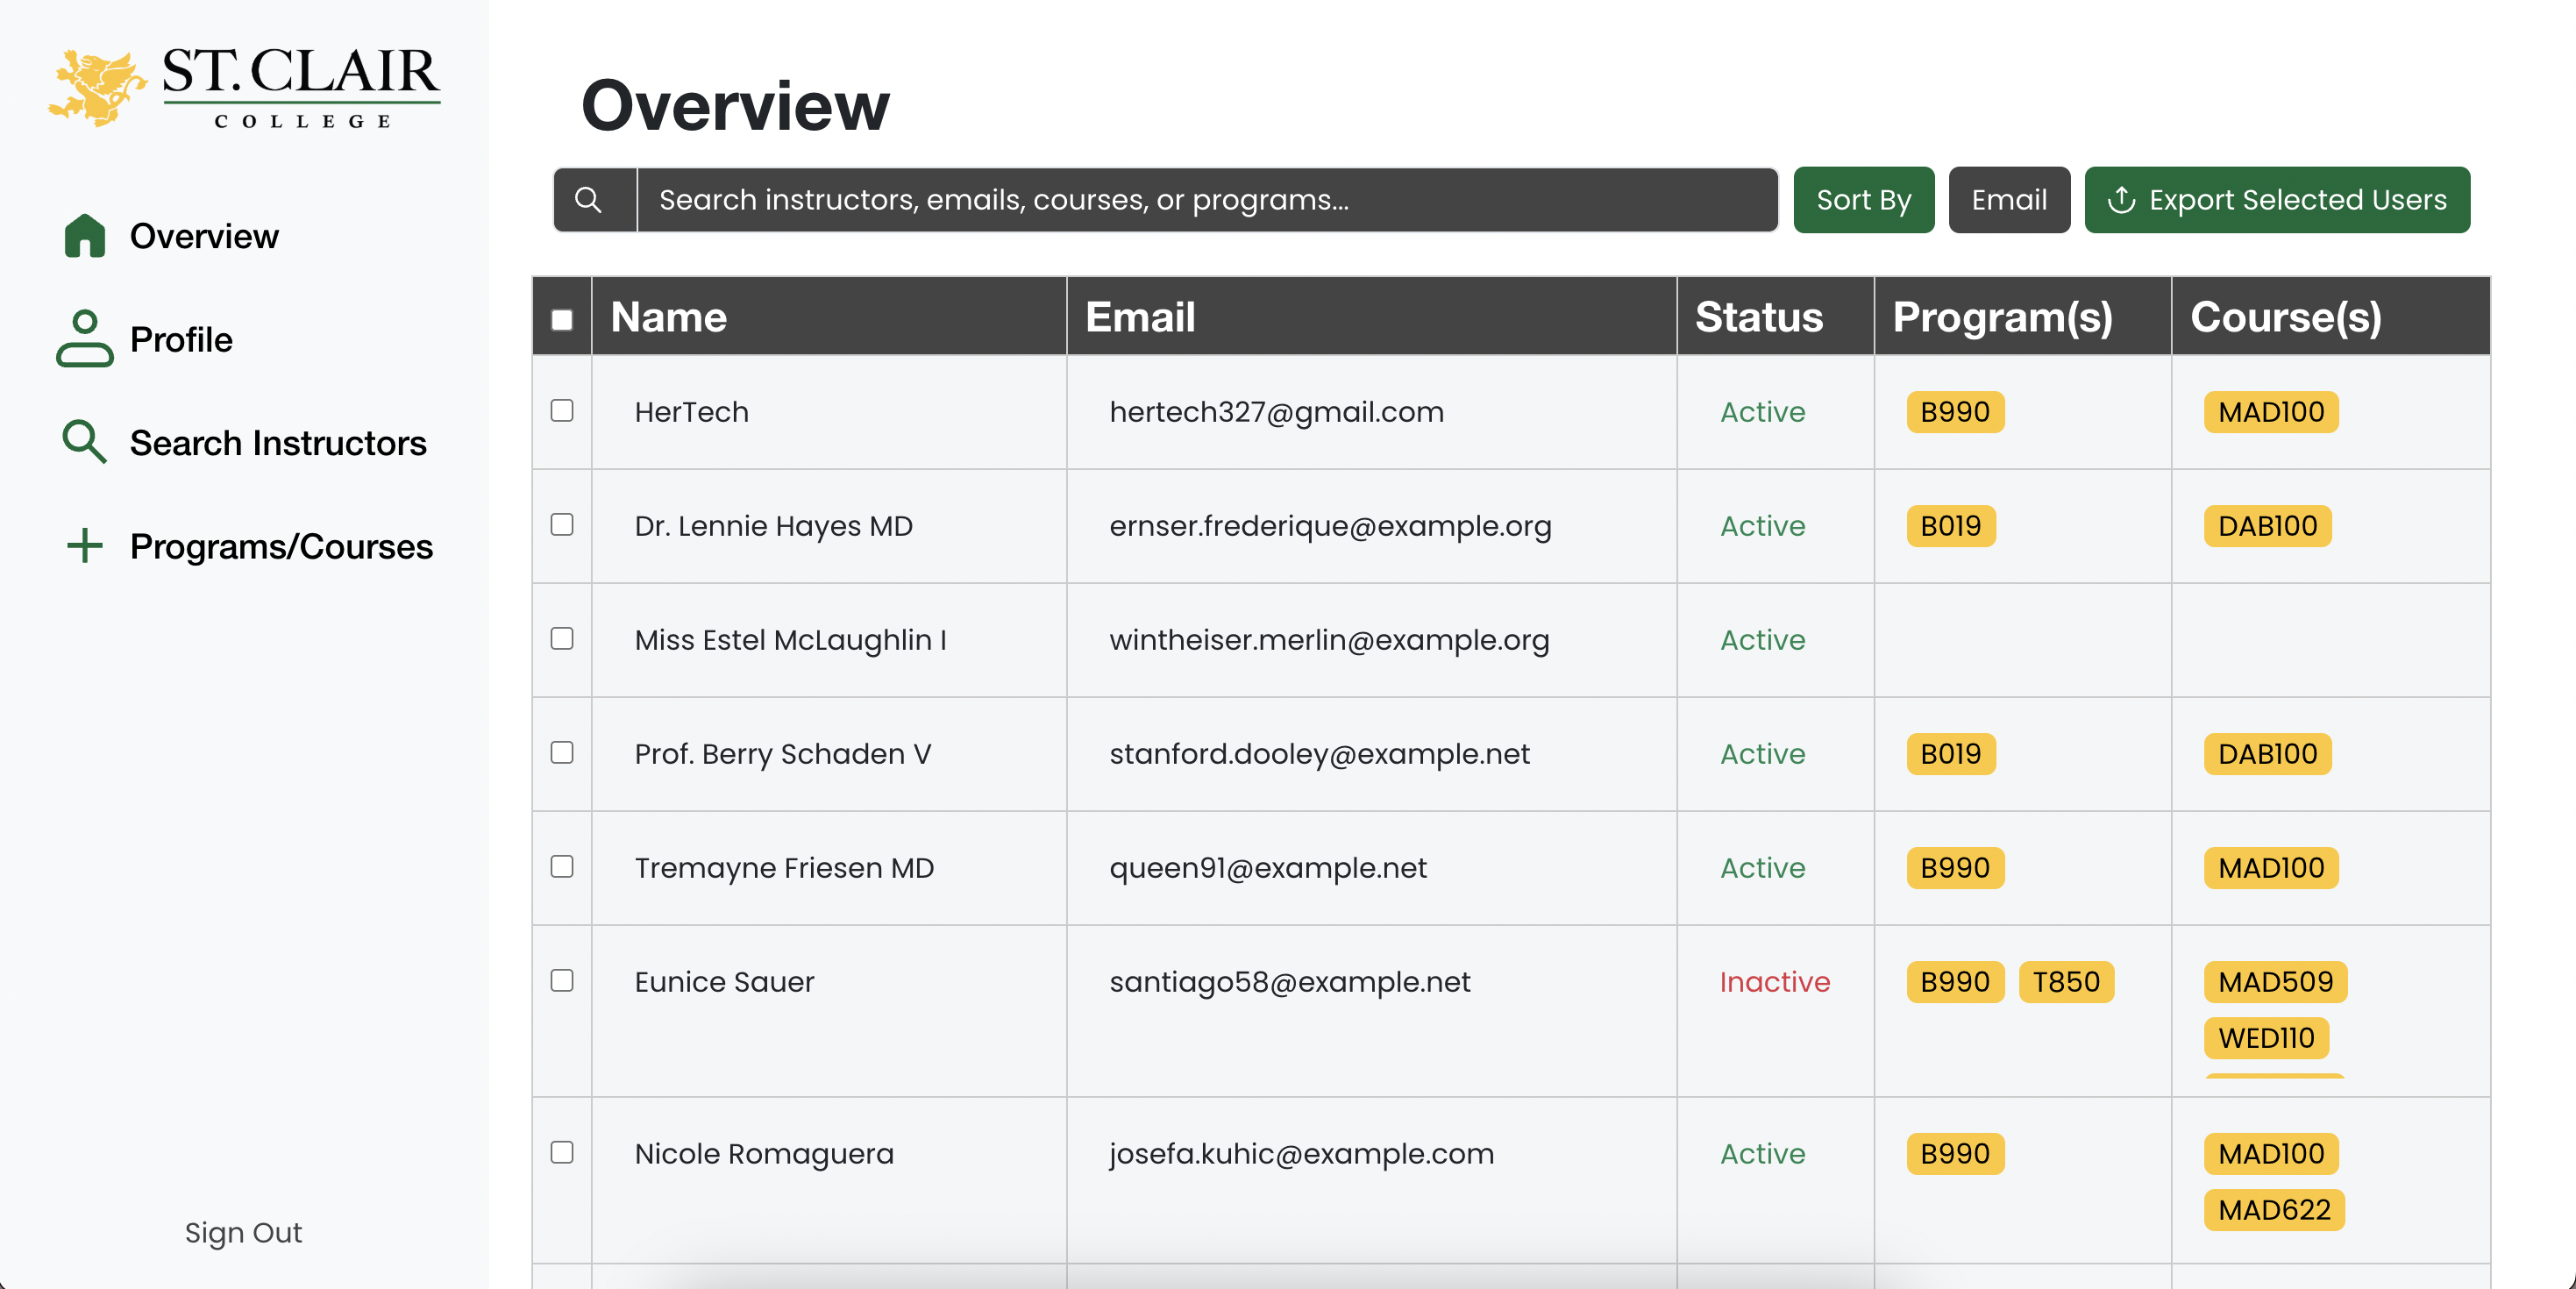 ST. CLAIR
COLLEGE
Overview
Profile
Search Instructors
Programs/Courses
Sign Out
Overview
Search instructors, emails, courses, or programs...
Sort By
Email
Export Selected Users
Name Email Status Program(s) Course(s)
HerTech hertech327@gmail.com Active B990 MAD100
Dr. Lennie Hayes MD ernser.frederique@example.org Active B019 DAB100
Miss Estel McLaughlin I wintheiser.merlin@example.org Active
Prof. Berry Schaden V stanford.dooley@example.net Active B019 DAB100
Tremayne Friesen MD queen91@example.net Active B990 MAD100
Eunice Sauer santiago58@example.net Inactive B990 T850 MAD509
WED110
Nicole Romaguera josefa.kuhic@example.com Active B990 MAD100
MAD622